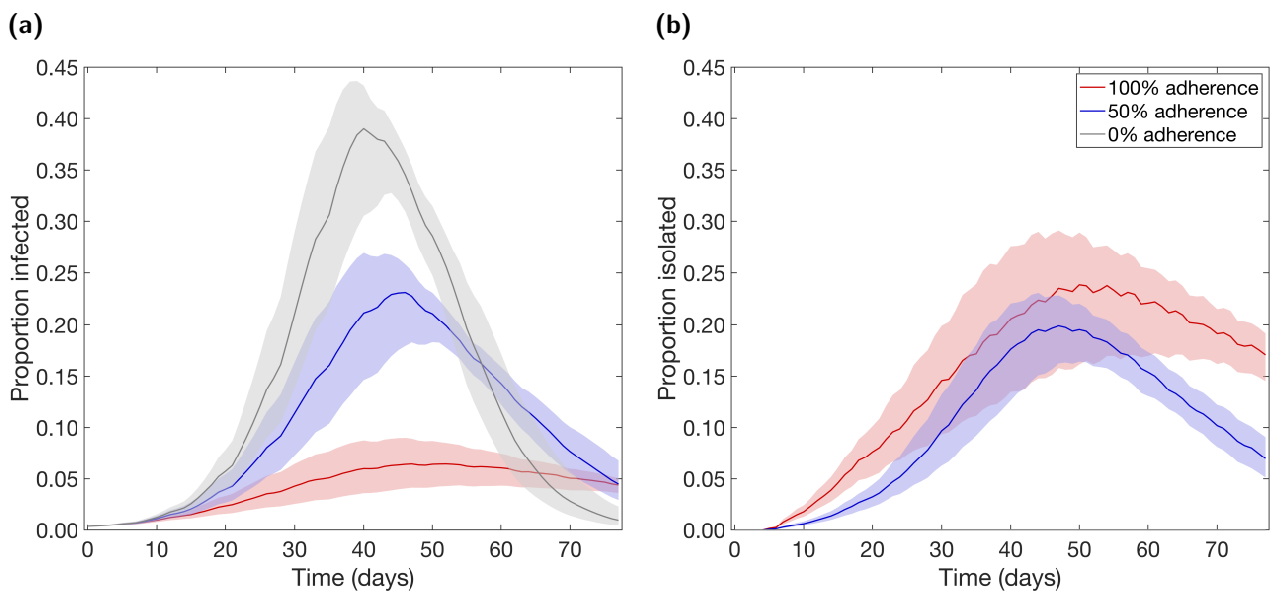 (a)
0.45
0.40
0.35
0.30
0.25
0.20
0.15
0.10
0.05
0.00
Proportion infected
0 10 20 30 40 50 60 70
Time (days)
(b)
0.45
0.40
0.35
0.30
0.25
0.20
0.15
0.10
0.05
0.00
Proportion isolated
100% adherence
50% adherence
0% adherence
0 10 20 30 40 50 60 70
Time (days)